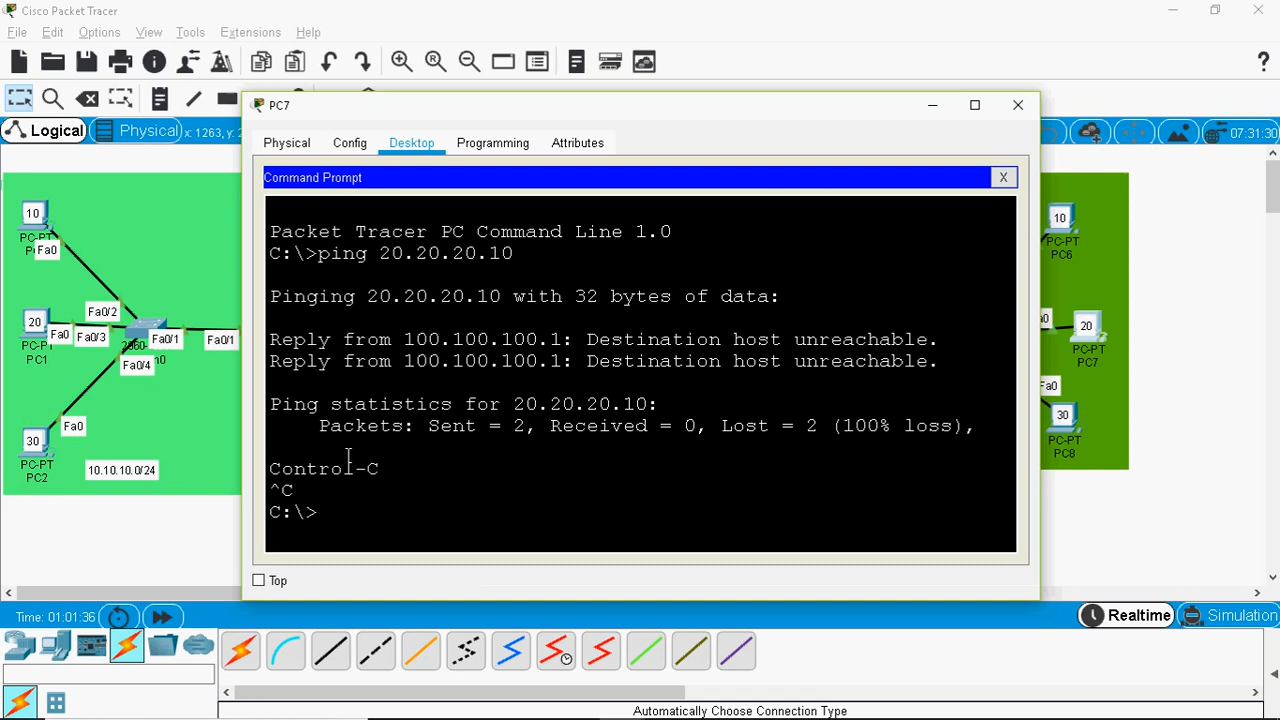 Cisco Packet Tracer
File Edit Options View Tools Extensions Help
PC7
Logical Physical x: 1263, y: 07:31:30
Physical Config Desktop Programming Attributes
Command Prompt X
Packet Tracer PC Command Line 1.0
C:\>ping 20.20.20.10
Pinging 20.20.20.10 with 32 bytes of data:
Reply from 100.100.100.1: Destination host unreachable.
Reply from 100.100.100.1: Destination host unreachable.
Ping statistics for 20.20.20.10:
Packets: Sent = 2, Received = 0, Lost = 2 (100% loss),
Control-C
^C
C:\>
Top
10
Fa0
Fa0/2
20
Fa0
Fa0/3
Fa0/1
Fa0/1
PC1
Fa0/4
Fa0
30
PC-PT
PC2
10.10.10.0/24
10
PC-PT
PC6
20
PC-PT
PC7
30
PC-PT
PC8
Time: 01:01:36
Realtime Simulation
Automatically Choose Connection Type